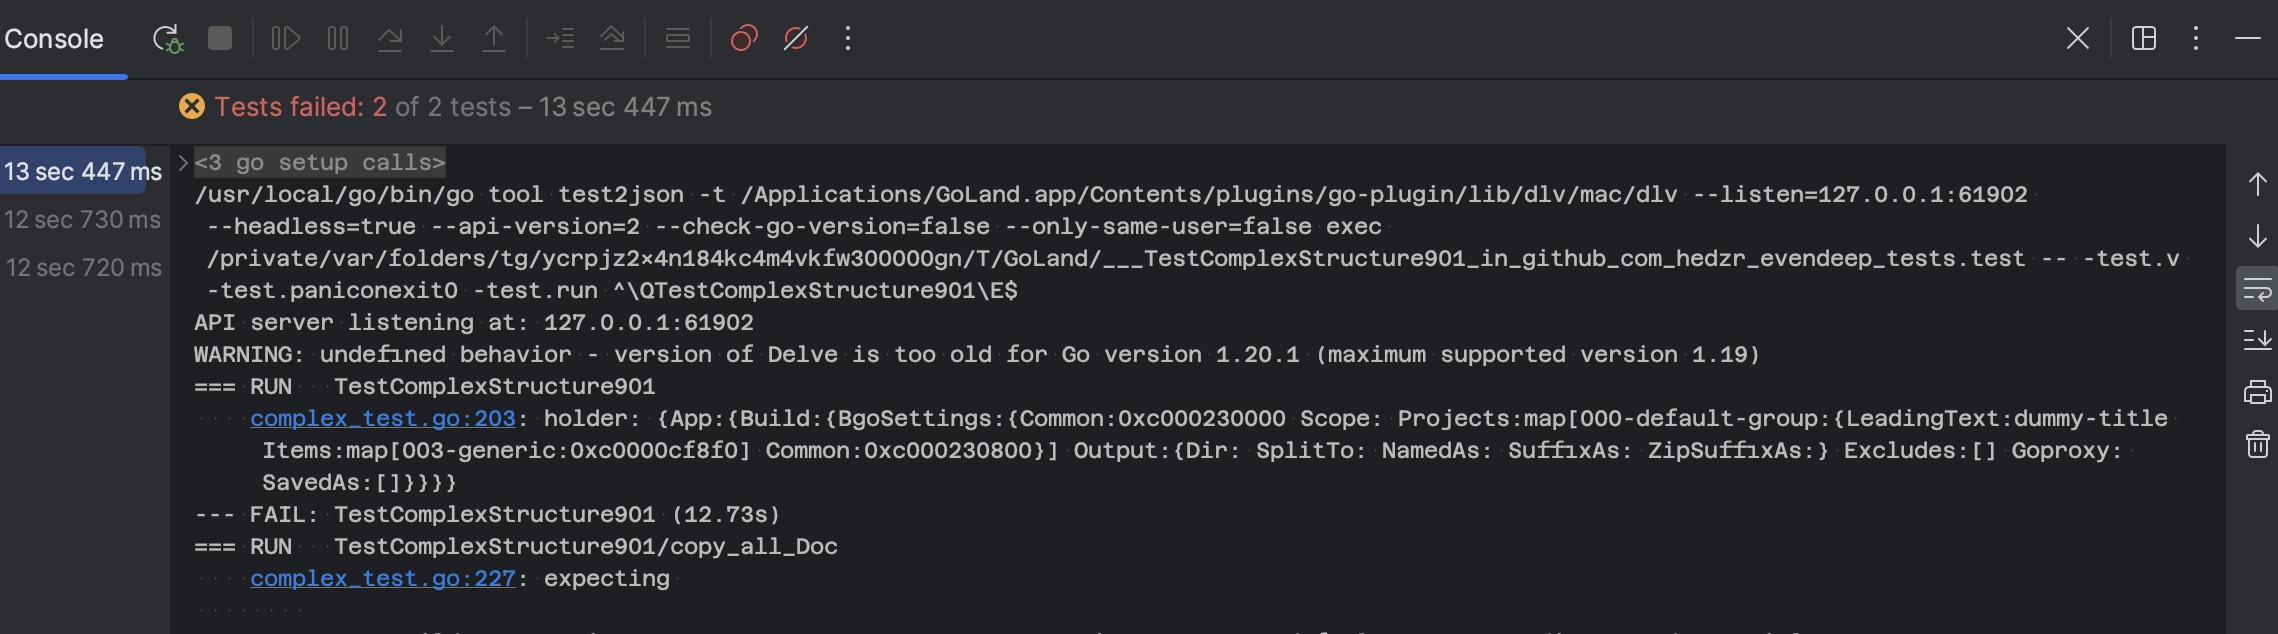 Console
Tests failed: 2 of 2 tests – 13 sec 447 ms
13 sec 447 ms
12 sec 730 ms
12 sec 720 ms
<3 go setup calls>
/usr/local/go/bin/go tool test2json -t /Applications/GoLand.app/Contents/plugins/go-plugin/lib/dlv/mac/dlv --listen=127.0.0.1:61902
--headless=true --api-version=2 --check-go-version=false --only-same-user=false exec
/private/var/folders/tg/ycrpjz2x4n184kc4m4vkfw300000gn/T/GoLand/___TestComplexStructure901_in_github_com_hedzr_evendeep_tests.test -- -test.v
-test.paniconexit0 -test.run ^\QTestComplexStructure901\E$
API server listening at: 127.0.0.1:61902
WARNING: undefined behavior - version of Delve is too old for Go version 1.20.1 (maximum supported version 1.19)
=== RUN   TestComplexStructure901
complex_test.go:203: holder: {App:{Build:{BgoSettings:{Common:0xc000230000 Scope: Projects:map[000-default-group:{LeadingText:dummy-title
Items:map[003-generic:0xc0000cf8f0] Common:0xc000230800}] Output:{Dir: SplitTo: NamedAs: SuffixAs: ZipSuffixAs:} Excludes:[] Goproxy:
SavedAs:[]}}}}
--- FAIL: TestComplexStructure901 (12.73s)
=== RUN   TestComplexStructure901/copy_all_Doc
complex_test.go:227: expecting